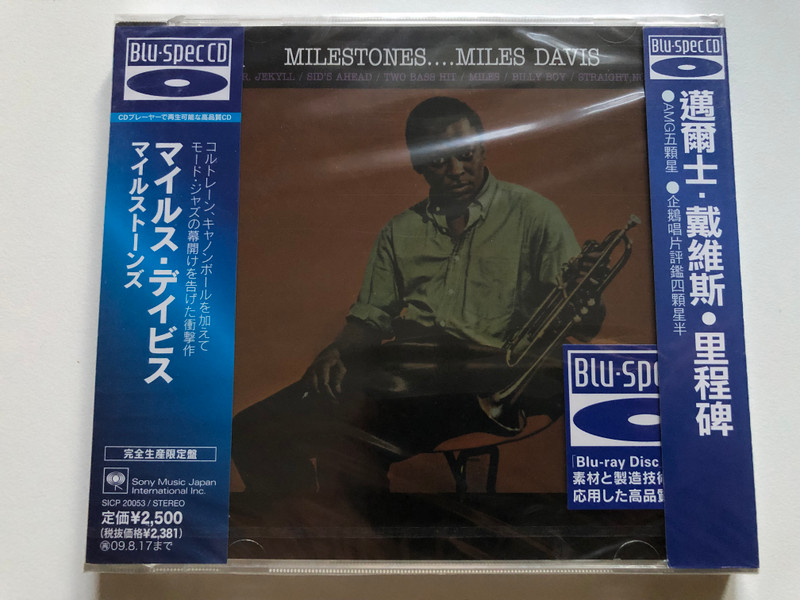 Blu-spec CD
CDプレーヤーで再生可能な高品質CD
コルトレーン、キャノンボールを加えて
モード・ジャズの幕開けを告げた衝撃作
マイルス・デイビス
マイルストーンズ
完全生産限定盤
Sony Music Japan
International Inc.
SICP 20053 / STEREO
定価¥2,500
(税抜価格¥2,381)
再09.8.17まで
MILESTONES....MILES DAVIS
R. JEKYLL / SID'S AHEAD / TWO BASS HIT / MILES / BILLY BOY / STRAIGHT, N
Blu-spe
「Blu-ray Disc
素材と製造技術
応用した高品質
Blu-spec CD
邁爾士・戴維斯●里程碑
●AMG五顆星 ●企鵝唱片評鑑四顆星半